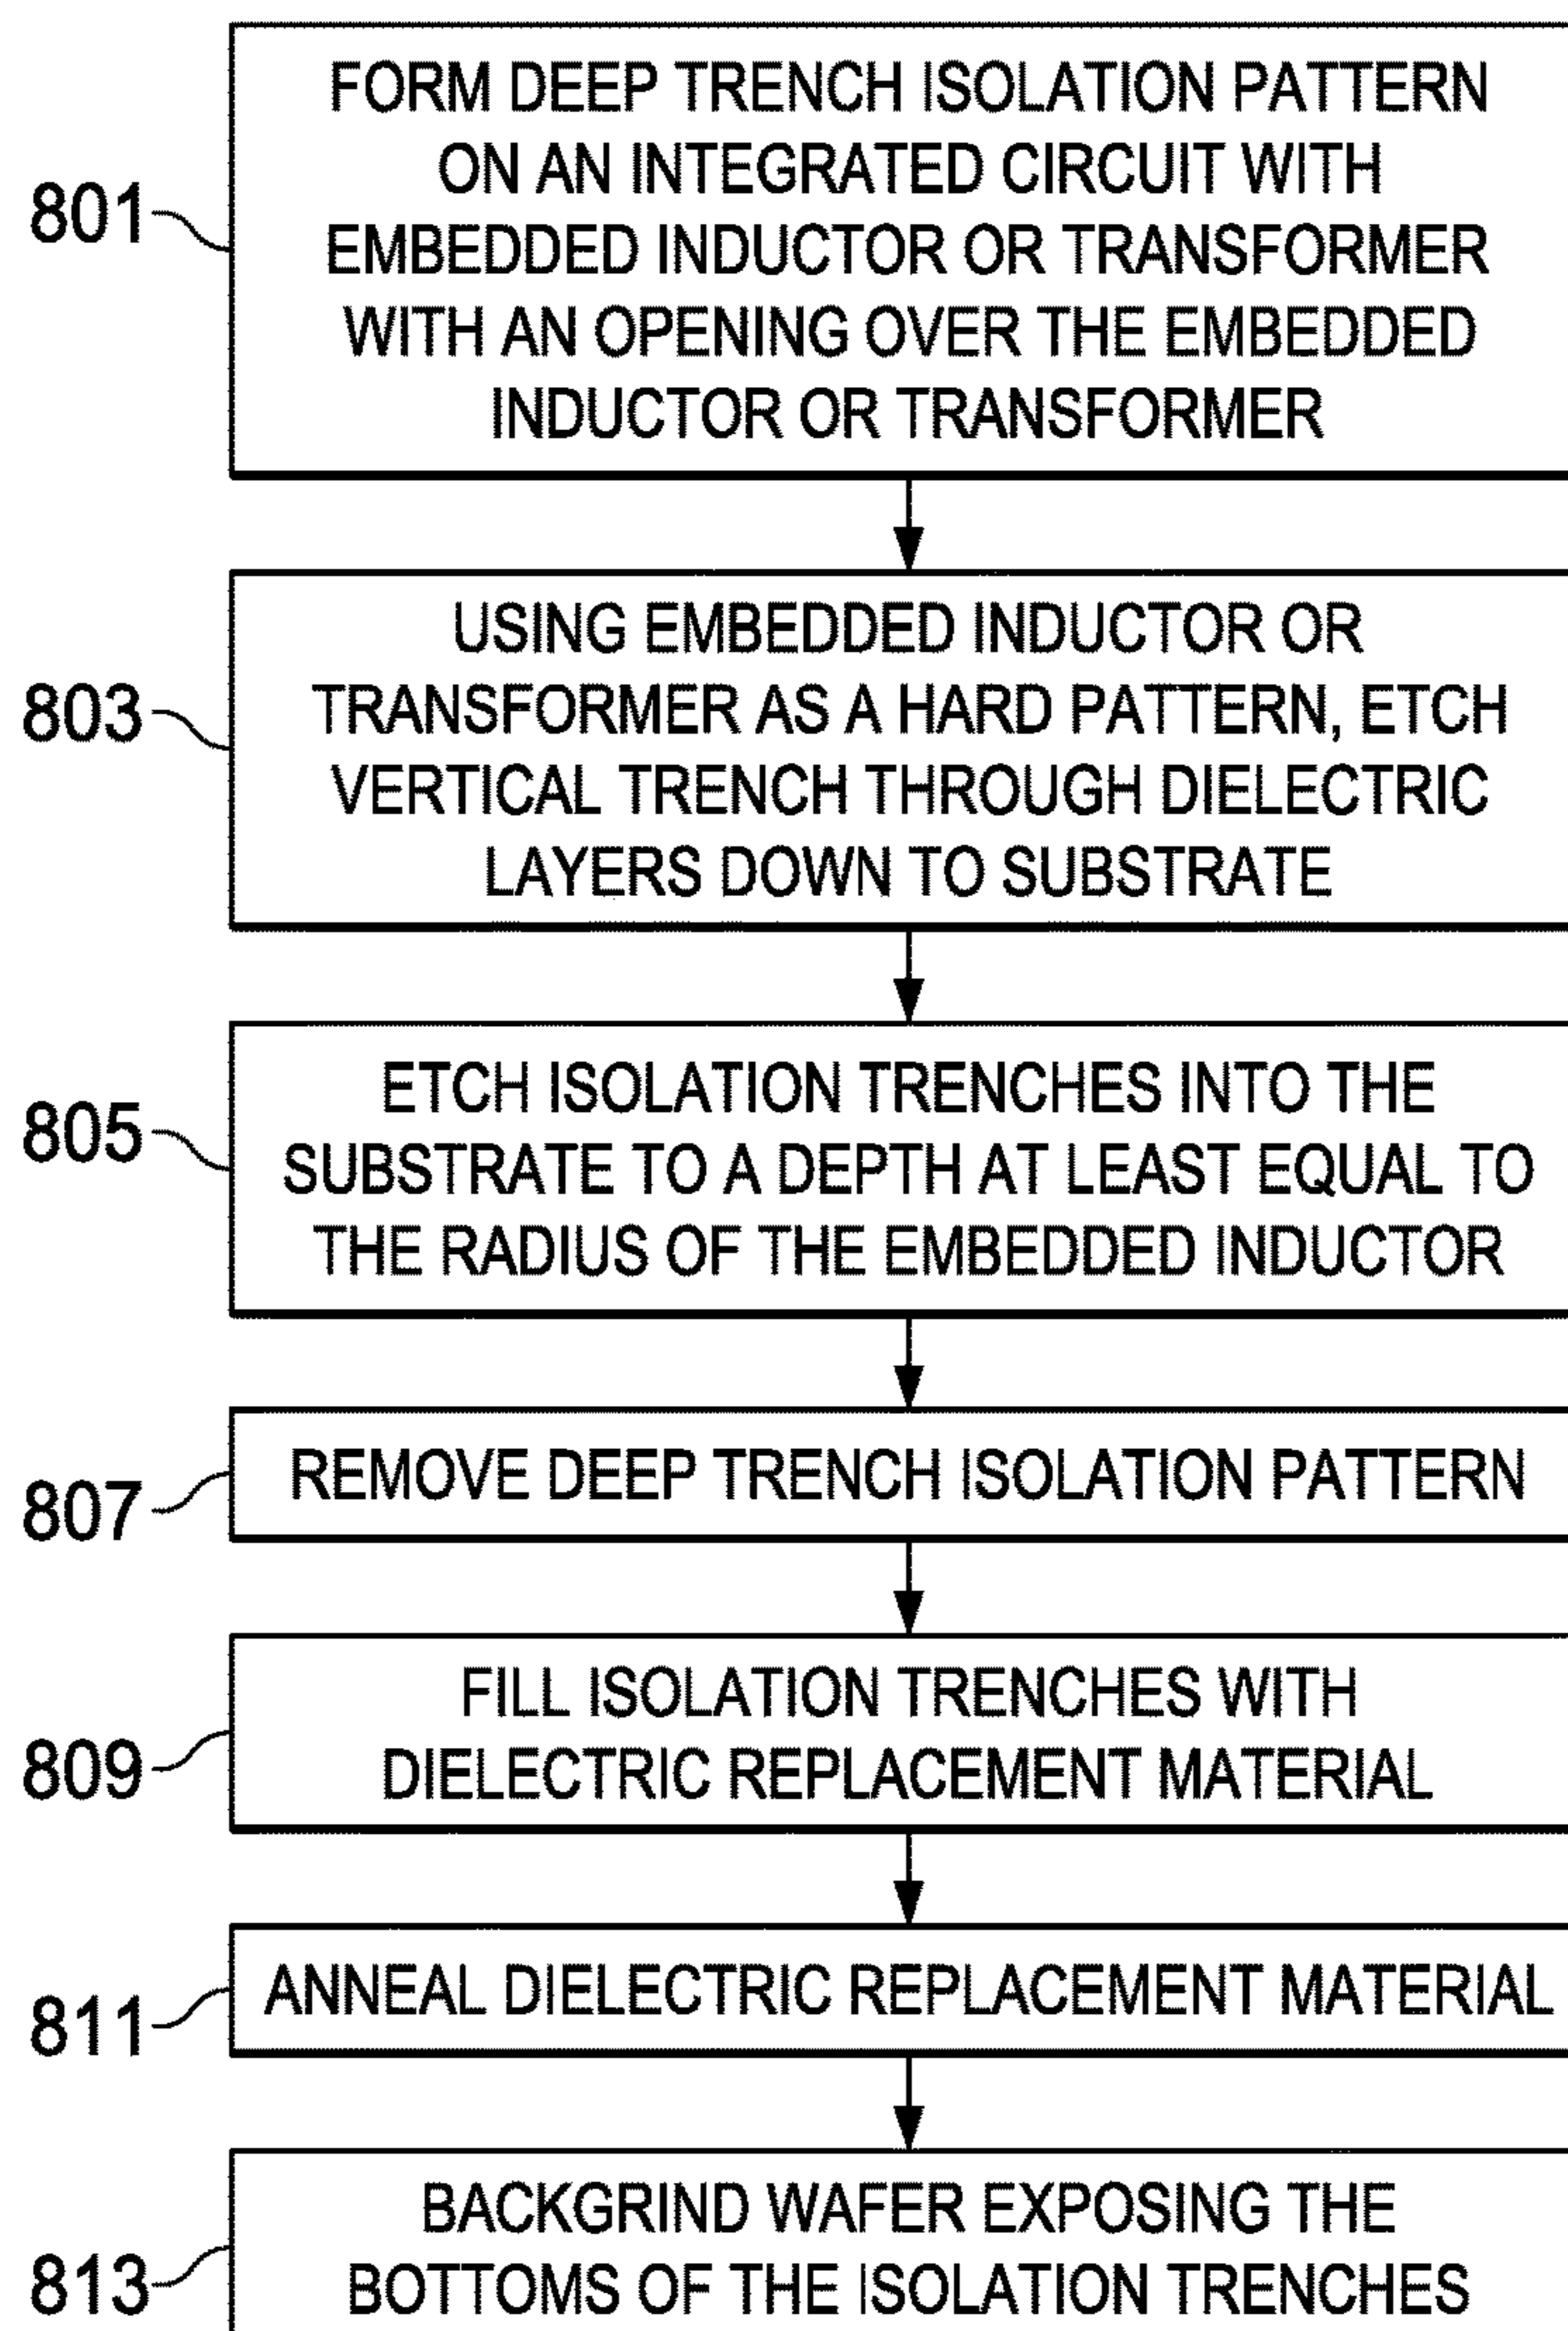 801
FORM DEEP TRENCH ISOLATION PATTERN
ON AN INTEGRATED CIRCUIT WITH
EMBEDDED INDUCTOR OR TRANSFORMER
WITH AN OPENING OVER THE EMBEDDED
INDUCTOR OR TRANSFORMER
803
USING EMBEDDED INDUCTOR OR
TRANSFORMER AS A HARD PATTERN, ETCH
VERTICAL TRENCH THROUGH DIELECTRIC
LAYERS DOWN TO SUBSTRATE
805
ETCH ISOLATION TRENCHES INTO THE
SUBSTRATE TO A DEPTH AT LEAST EQUAL TO
THE RADIUS OF THE EMBEDDED INDUCTOR
807
REMOVE DEEP TRENCH ISOLATION PATTERN
809
FILL ISOLATION TRENCHES WITH
DIELECTRIC REPLACEMENT MATERIAL
811
ANNEAL DIELECTRIC REPLACEMENT MATERIAL
813
BACKGRIND WAFER EXPOSING THE
BOTTOMS OF THE ISOLATION TRENCHES